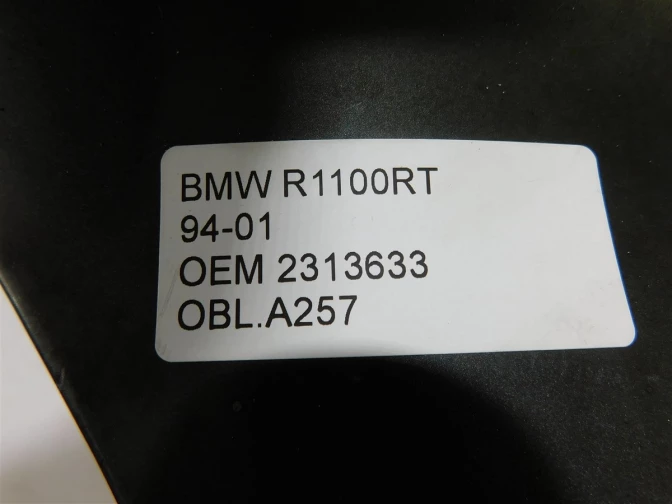 BMW R1100RT
94-01
OEM 2313633
OBL.A257